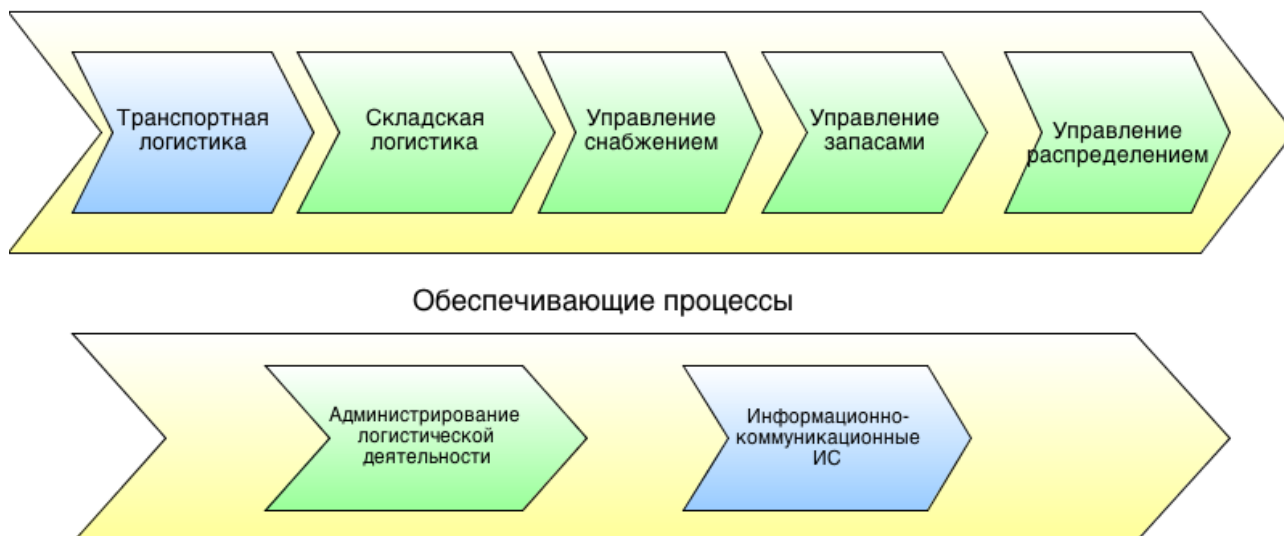 Транспортная
логистика
Складская
логистика
Управление
снабжением
Управление
запасами
Управление
распределением
Обеспечивающие процессы
Администрирование
логистической
деятельности
Информационно-
коммуникационные
ИС